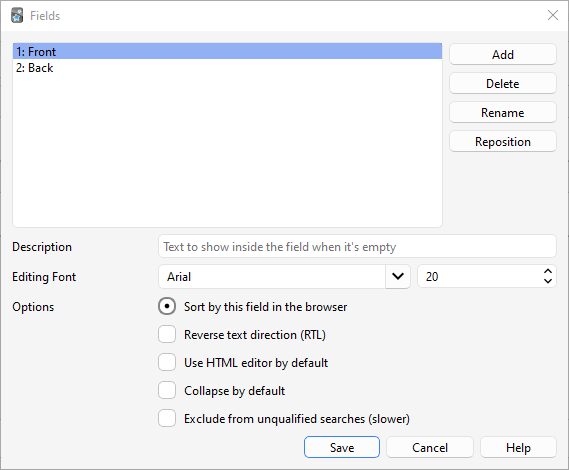 Fields
1: Front
2: Back
Add
Delete
Rename
Reposition
Description Text to show inside the field when it's empty
Editing Font Arial 20
Options Sort by this field in the browser
Reverse text direction (RTL)
Use HTML editor by default
Collapse by default
Exclude from unqualified searches (slower)
Save Cancel Help